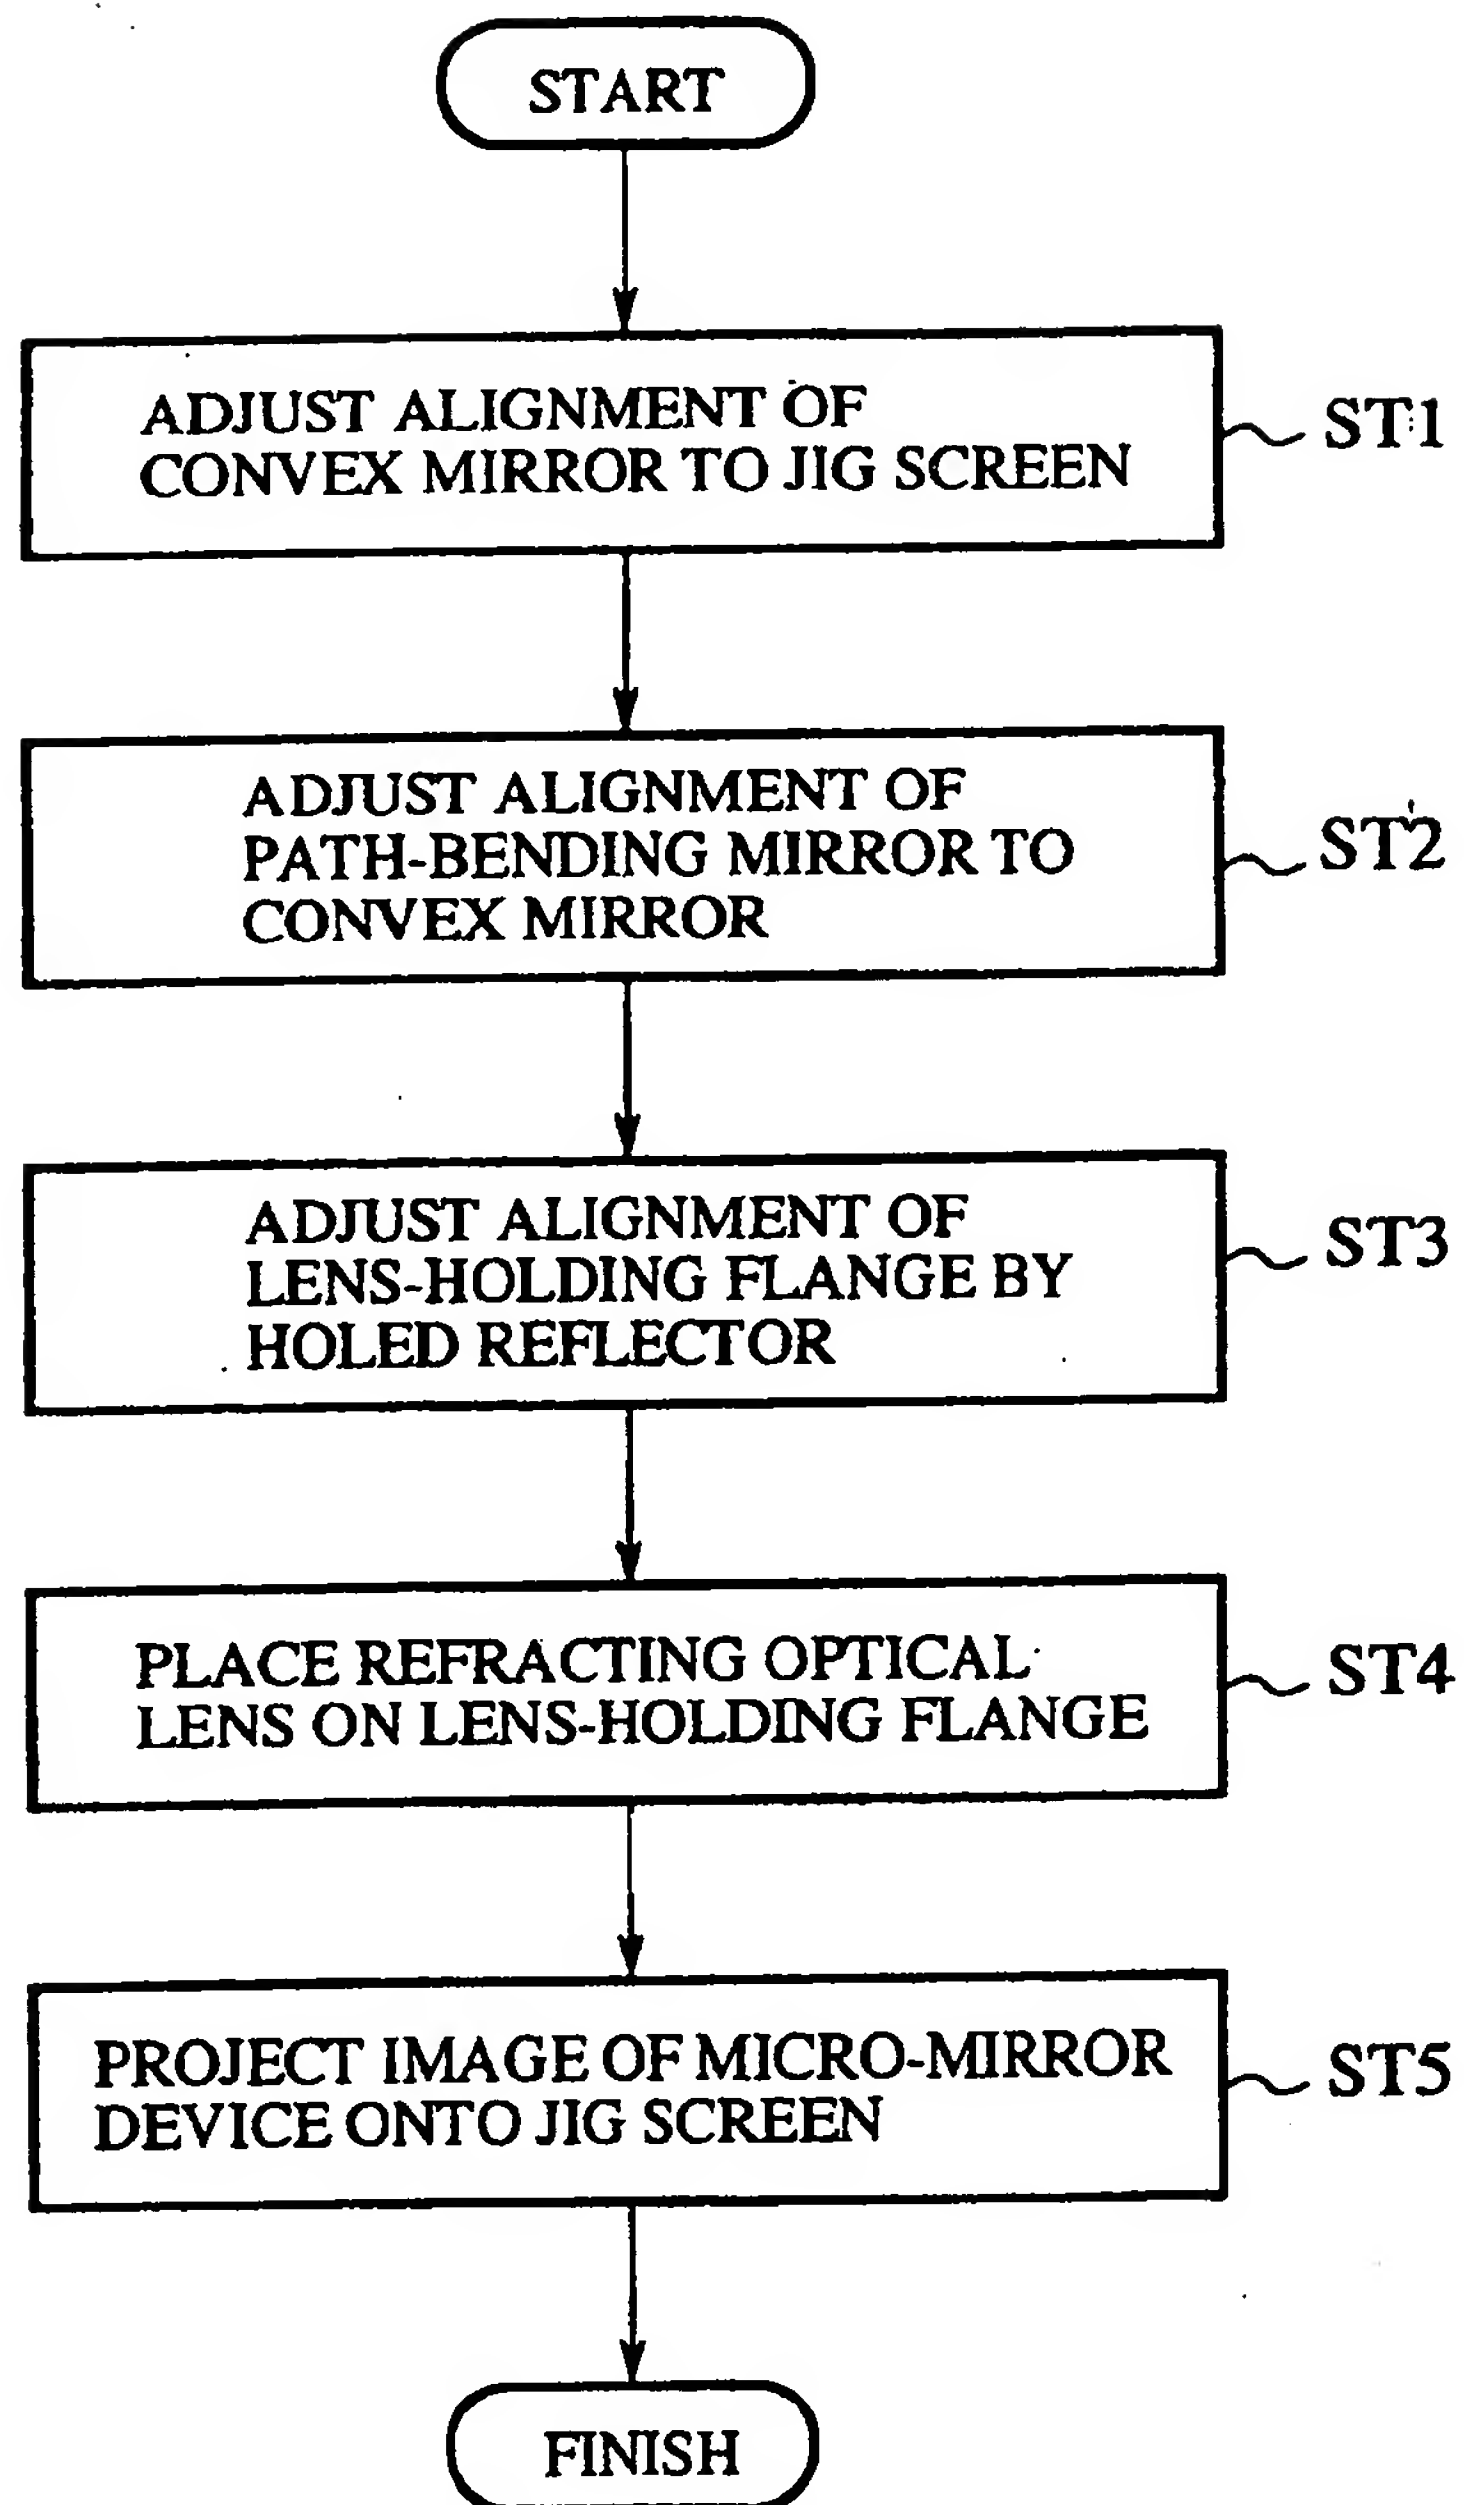 START
ADJUST ALIGNMENT OF
CONVEX MIRROR TO JIG SCREEN
ST1
ADJUST ALIGNMENT OF
PATH-BENDING MIRROR TO
CONVEX MIRROR
ST2
ADJUST ALIGNMENT OF
LENS-HOLDING FLANGE BY
HOLED REFLECTOR
ST3
PLACE REFRACTING OPTICAL
LENS ON LENS-HOLDING FLANGE
ST4
PROJECT IMAGE OF MICRO-MIRROR
DEVICE ONTO JIG SCREEN
ST5
FINISH